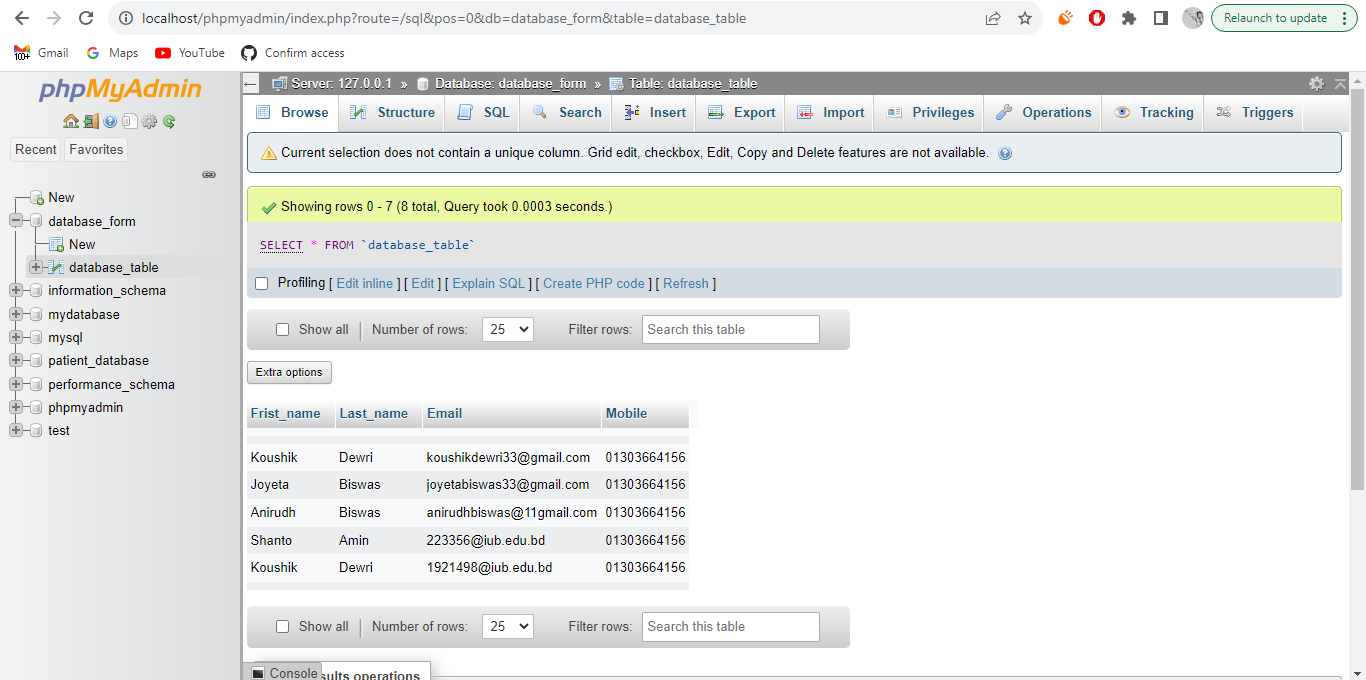 localhost/phpmyadmin/index.php?route=/sql&pos=0&db=database_form&table=database_table
Relaunch to update
100+
Gmail
Maps
YouTube
Confirm access
phpMyAdmin
Recent
Favorites
New
database_form
New
database_table
information_schema
mydatabase
mysql
patient_database
performance_schema
phpmyadmin
test
Server: 127.0.0.1 » Database: database_form » Table: database_table
Browse Structure SQL Search Insert Export Import Privileges Operations Tracking Triggers
Current selection does not contain a unique column. Grid edit, checkbox, Edit, Copy and Delete features are not available.
Showing rows 0 - 7 (8 total, Query took 0.0003 seconds.)
SELECT * FROM `database_table`
Profiling [ Edit inline ] [ Edit ] [ Explain SQL ] [ Create PHP code ] [ Refresh ]
Show all | Number of rows: 25 Filter rows: Search this table
Extra options
Frist_name Last_name Email Mobile
Koushik Dewri koushikdewri33@gmail.com 01303664156
Joyeta Biswas joyetabiswas33@gmail.com 01303664156
Anirudh Biswas anirudhbiswas@11gmail.com 01303664156
Shanto Amin 223356@iub.edu.bd 01303664156
Koushik Dewri 1921498@iub.edu.bd 01303664156
Show all | Number of rows: 25 Filter rows: Search this table
Console
sults operations